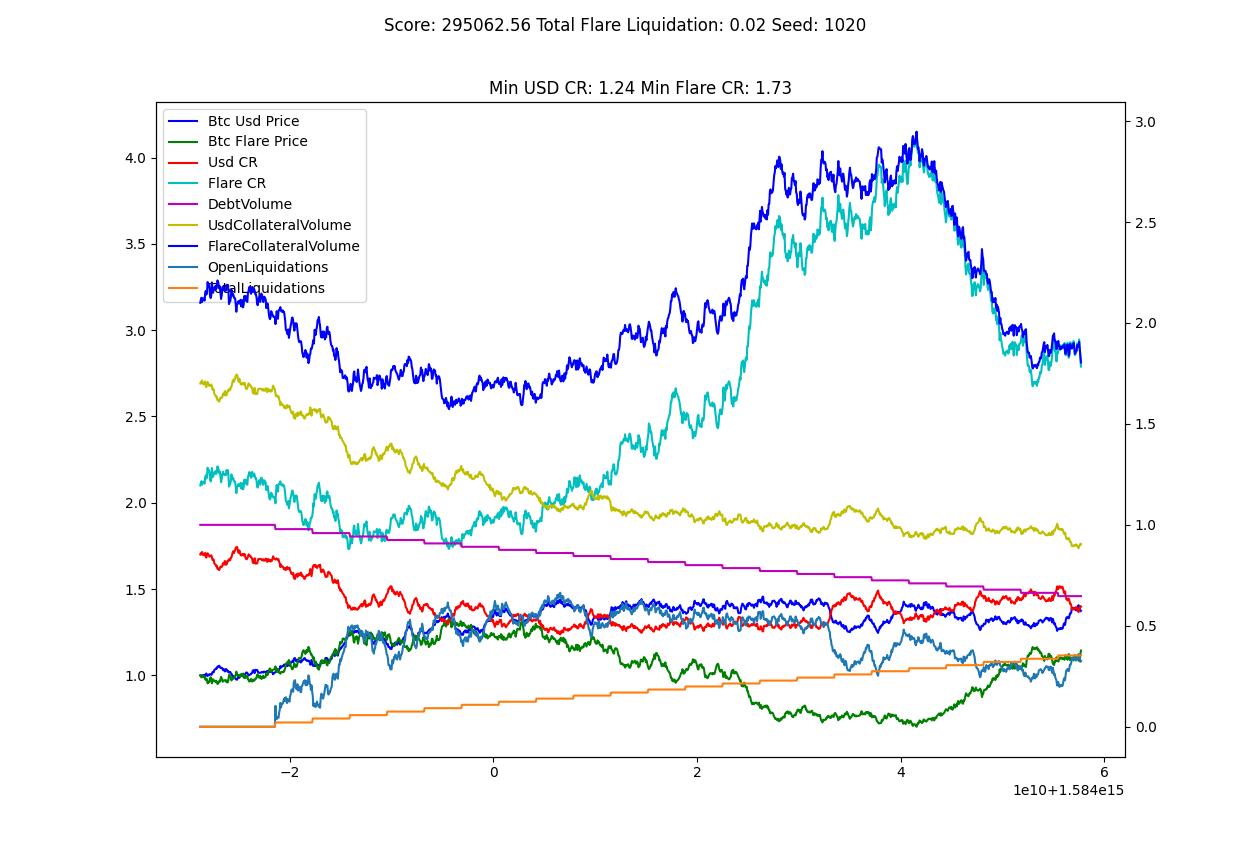 Score: 295062.56 Total Flare Liquidation: 0.02 Seed: 1020
Min USD CR: 1.24 Min Flare CR: 1.73
Btc Usd Price
Btc Flare Price
Usd CR
Flare CR
DebtVolume
UsdCollateralVolume
FlareCollateralVolume
OpenLiquidations
TotalLiquidations
4.0
3.5
3.0
2.5
2.0
1.5
1.0
3.0
2.5
2.0
1.5
1.0
0.5
0.0
−2
0
2
4
6
1e10+1.584e15